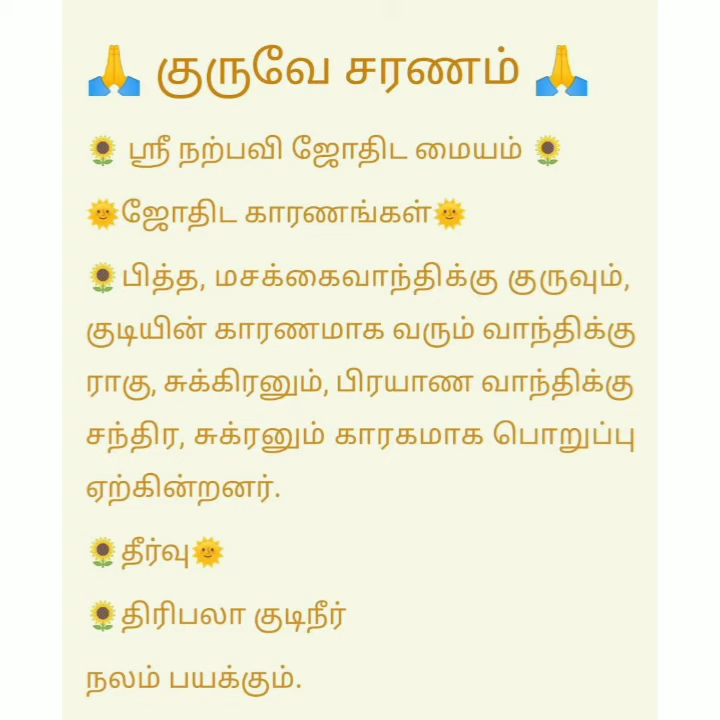 🙏 குருவே சரணம் 🙏
🌻 ஸ்ரீ நற்பவி ஜோதிட மையம் 🌻
🌞ஜோதிட காரணங்கள்🌞
🌻பித்த, மசக்கைவாந்திக்கு குருவும்,
குடியின் காரணமாக வரும் வாந்திக்கு
ராகு, சுக்கிரனும், பிரயாண வாந்திக்கு
சந்திர, சுக்ரனும் காரகமாக பொறுப்பு
ஏற்கின்றனர்.
🌻தீர்வு🌞
🌻திரிபலா குடிநீர்
நலம் பயக்கும்.